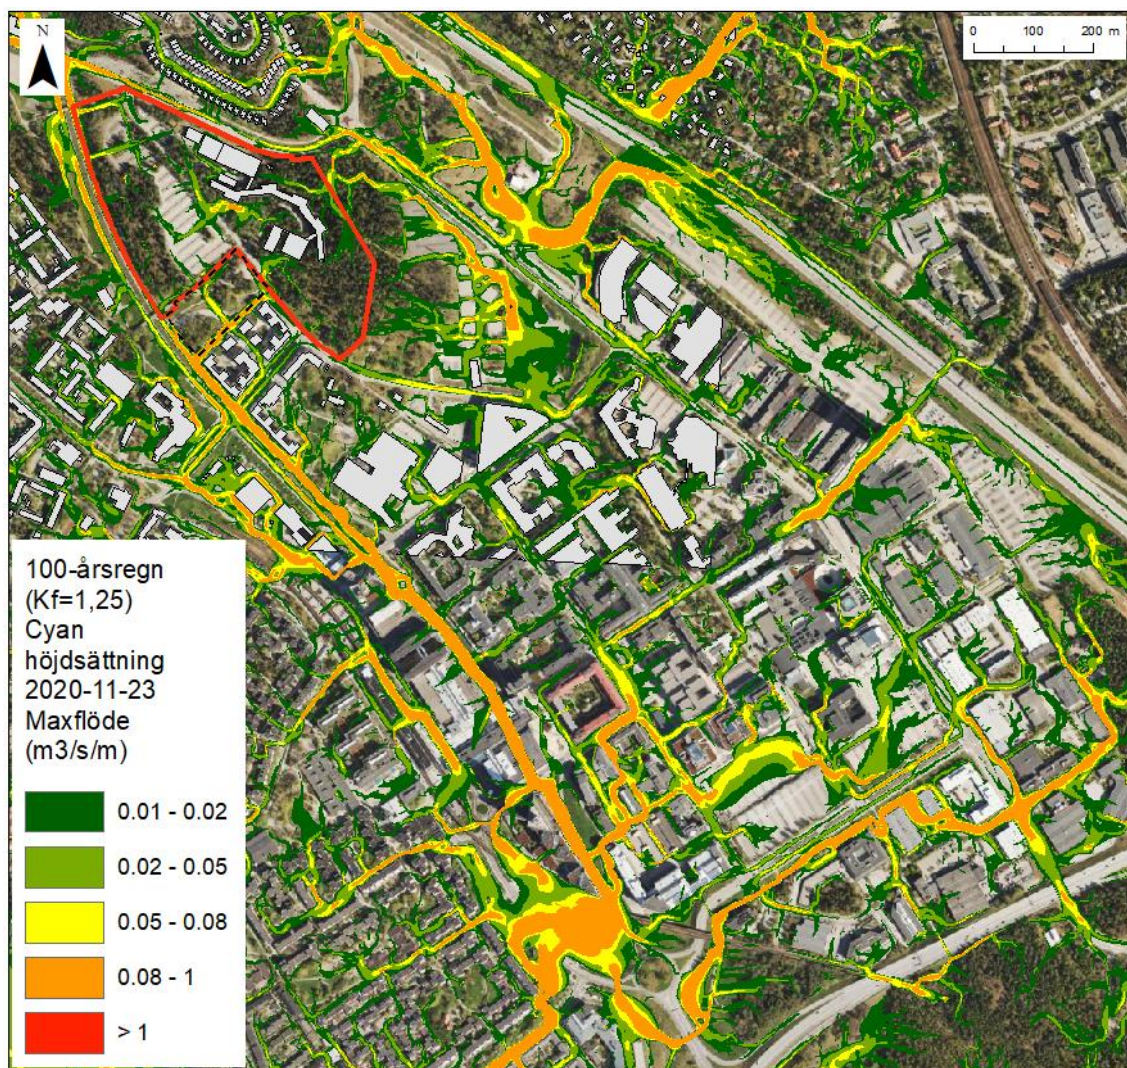 N
0 100 200 m
100-årsregn
(Kf=1,25)
Cyan
höjdsättning
2020-11-23
Maxflöde
(m3/s/m)
0.01 - 0.02
0.02 - 0.05
0.05 - 0.08
0.08 - 1
> 1